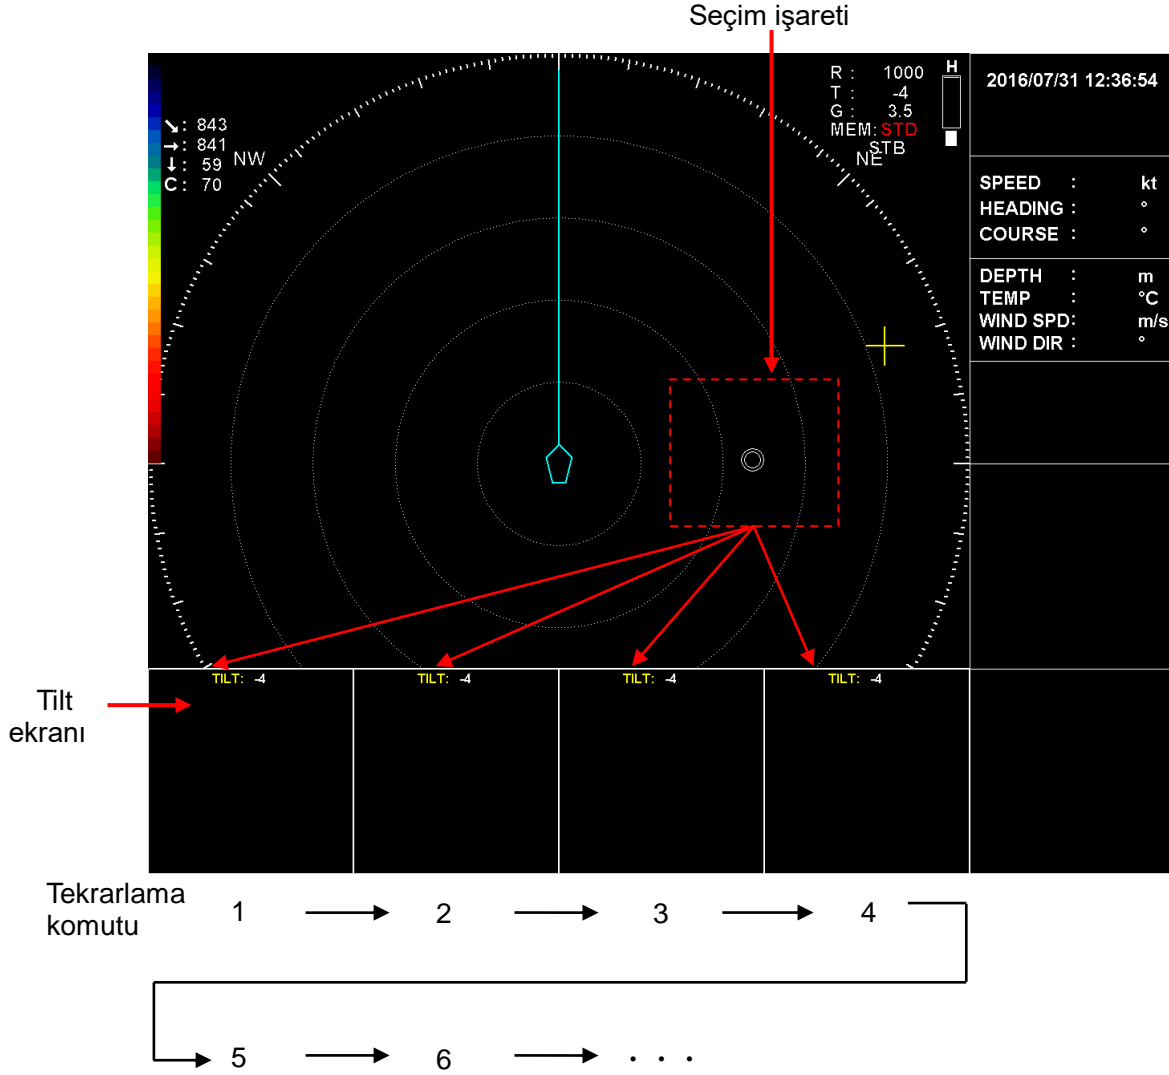 Seçim işareti
R : 1000
T : -4
G : 3.5
MEM: STD
STB
H
2016/07/31 12:36:54
↘: 843
→: 841
↓: 59
C: 70
NW
NE
SPEED : kt
HEADING : °
COURSE : °
DEPTH : m
TEMP : °C
WIND SPD: m/s
WIND DIR : °
TILT: -4
TILT: -4
TILT: -4
TILT: -4
Tilt
ekranı
Tekrarlama
komutu
1 2 3 4
5 6 . . .